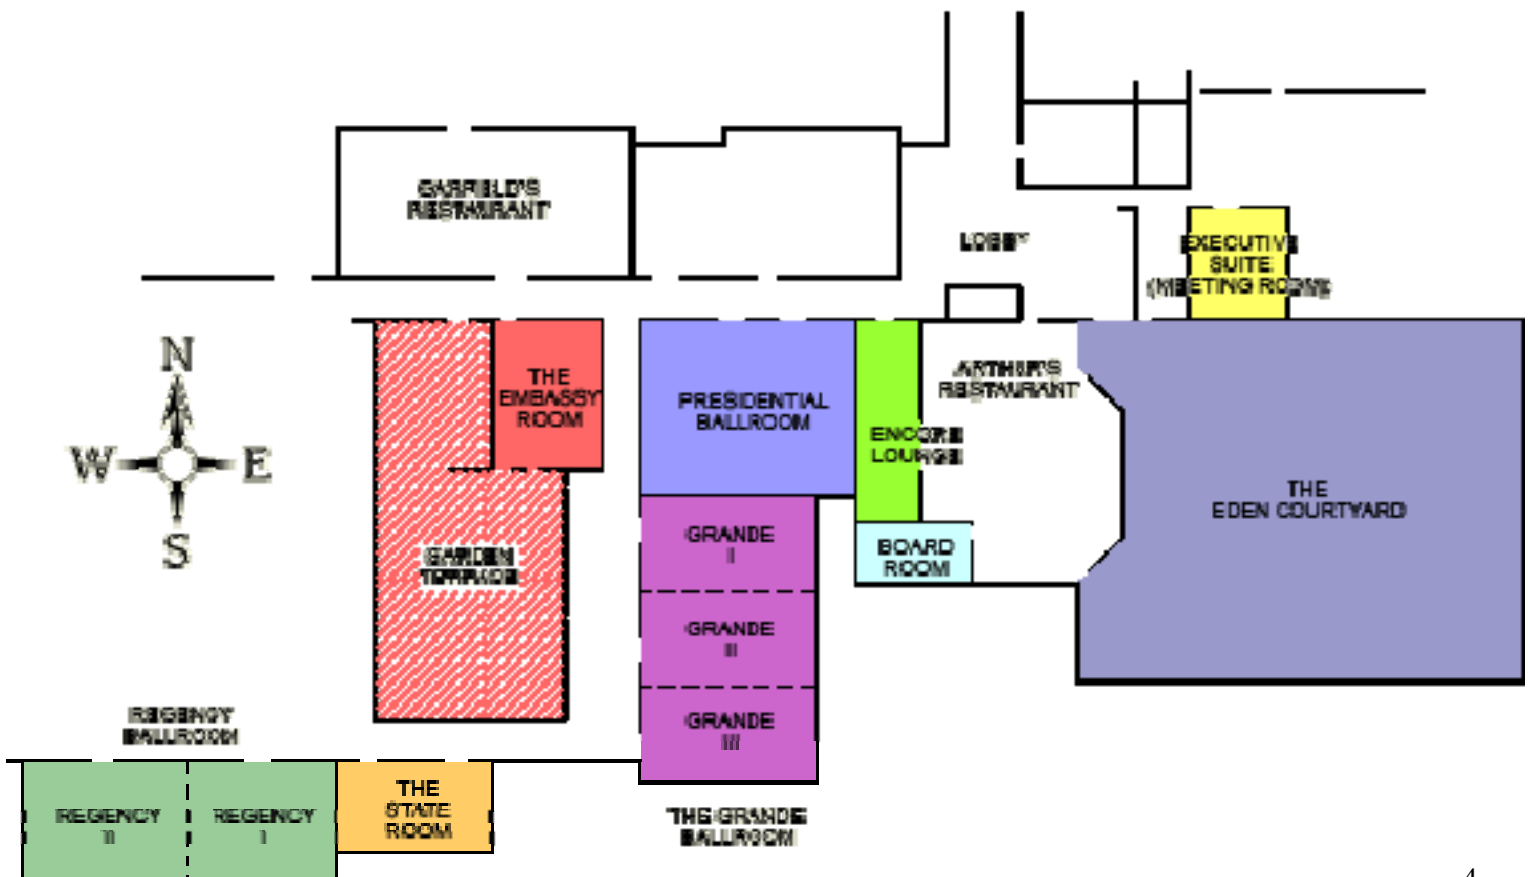 GARFIELD'S
RESTAURANT
LOBBY
EXECUTIVE
SUITE
(MEETING ROOM)
N
W E
S
THE
EMBASSY
ROOM
PRESIDENTIAL
BALLROOM
ARTHUR'S
RESTAURANT
ENCORE
LOUNGE
THE
EDEN COURTYARD
GARDEN
TERRACE
GRANDE
I
BOARD
ROOM
GRANDE
II
GRANDE
III
REGENCY
BALLROOM
REGENCY
II
REGENCY
I
THE
STATE
ROOM
THE GRANDE
BALLROOM
4